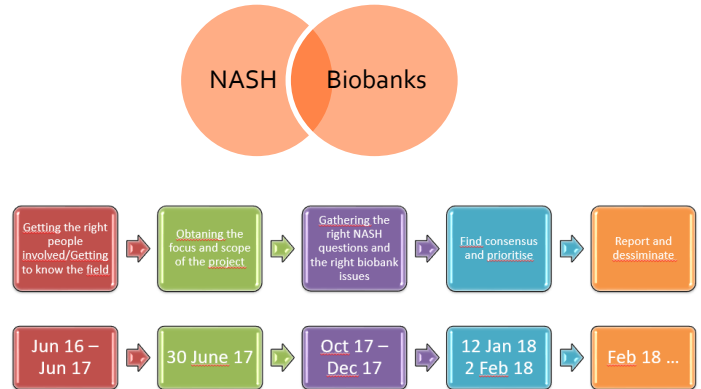 NASH
Biobanks
Getting the right
people
involved/Getting
to know the field
Obtaning the
focus and scope
of the project
Gathering the
right NASH
questions and
the right biobank
issues
Find consensus
and prioritise
Report and
dessiminate
Jun 16 –
Jun 17
30 June 17
Oct 17 –
Dec 17
12 Jan 18
2 Feb 18
Feb 18 ...